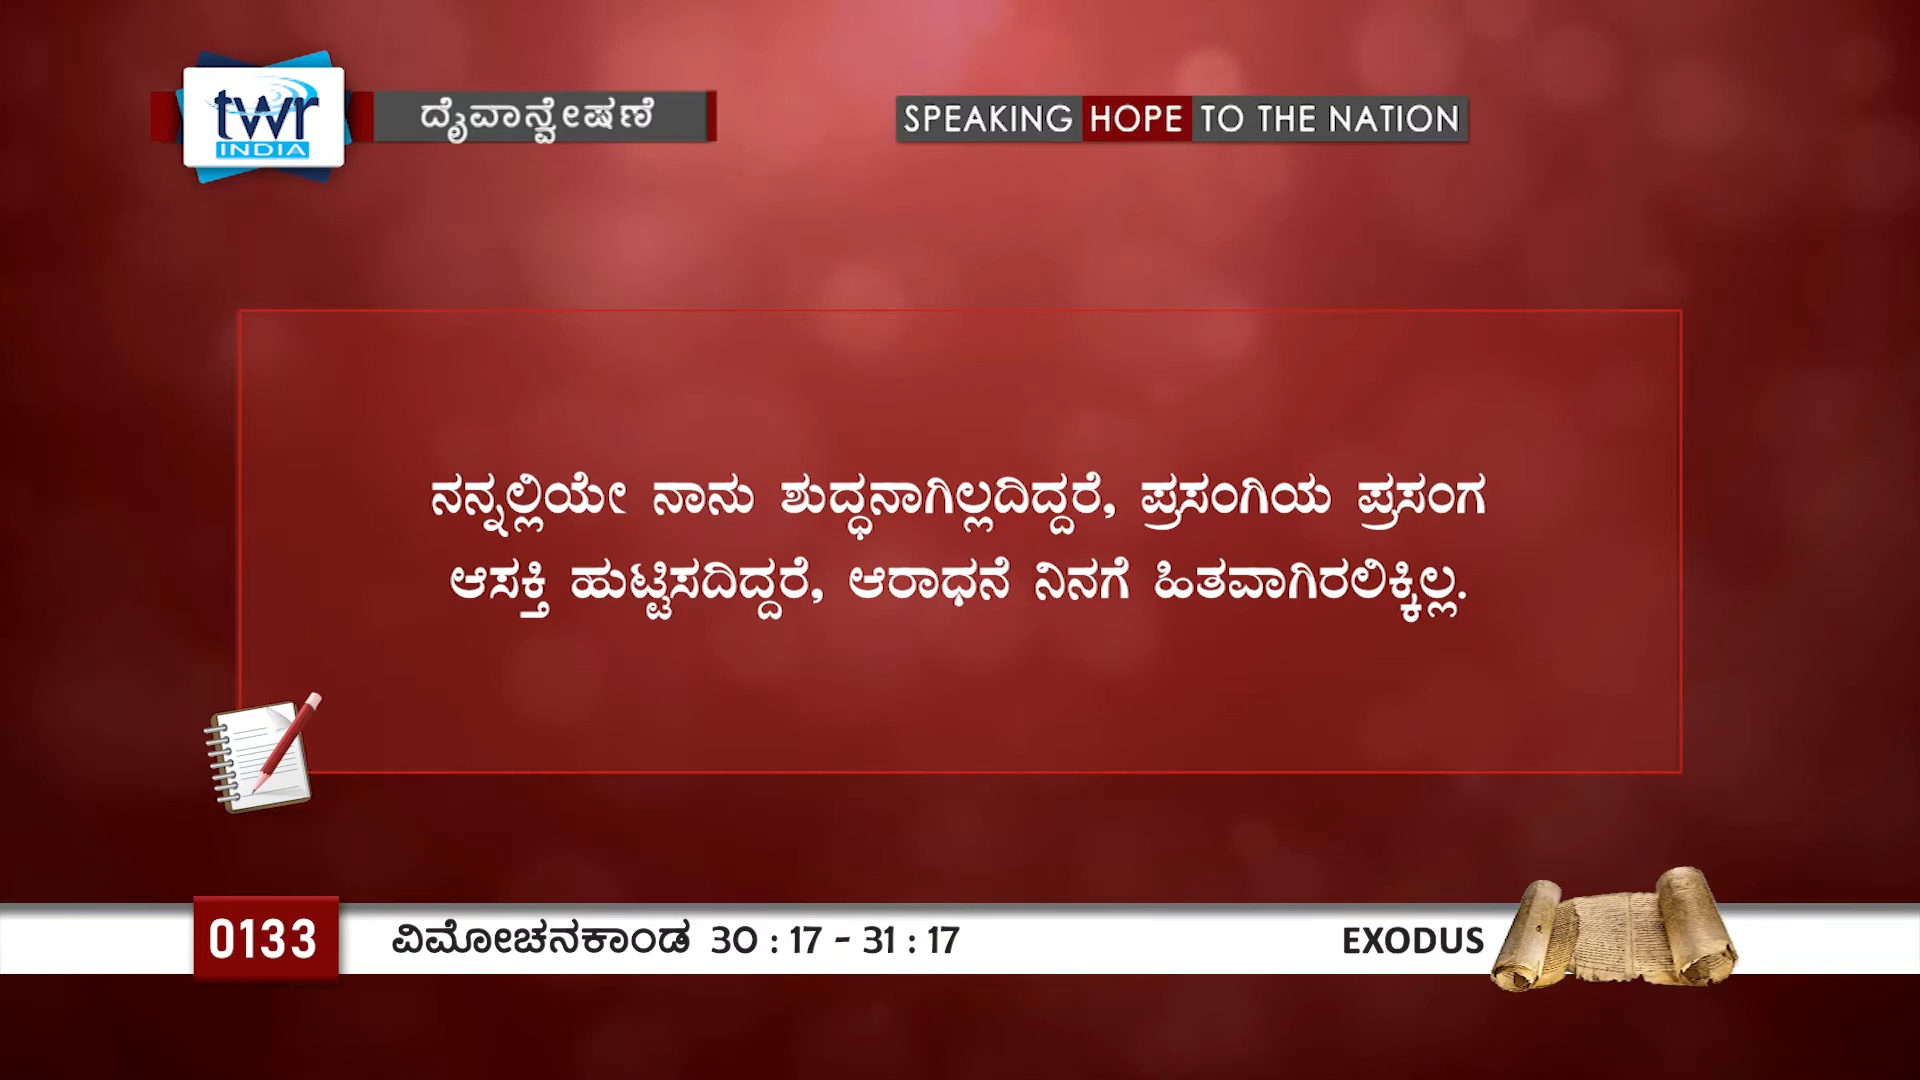 twr
INDIA
ದೈವಾನ್ವೇಷಣೆ
SPEAKING HOPE TO THE NATION
ನನ್ನಲ್ಲಿಯೇ ನಾನು ಶುದ್ಧನಾಗಿಲ್ಲದಿದ್ದರೆ, ಪ್ರಸಂಗಿಯ ಪ್ರಸಂಗ
ಆಸಕ್ತಿ ಹುಟ್ಟಿಸದಿದ್ದರೆ, ಆರಾಧನೆ ನಿನಗೆ ಹಿತವಾಗಿರಲಿಕ್ಕಿಲ್ಲ.
0133
ವಿಮೋಚನಕಾಂಡ 30 : 17 - 31 : 17
EXODUS